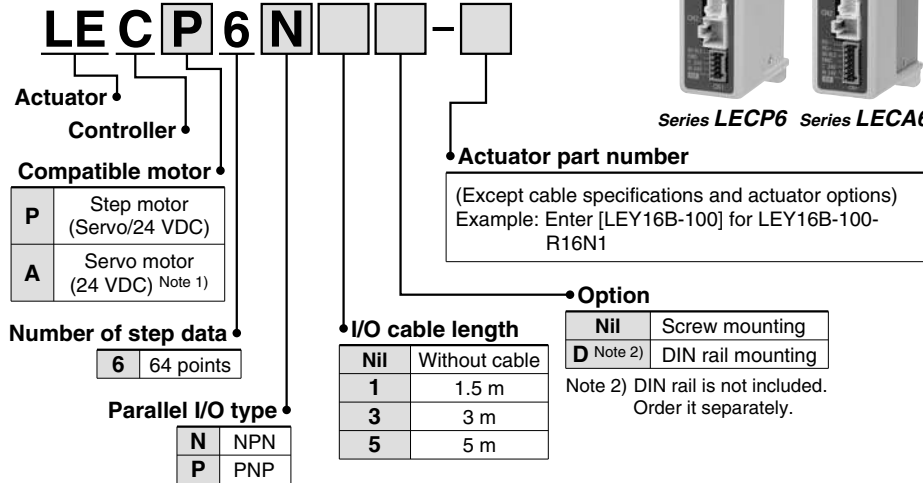 LE C P 6 N –
Actuator
Controller
Series LECP6 Series LECA6
Compatible motor
P Step motor
(Servo/24 VDC)
A Servo motor
(24 VDC) Note 1)
Actuator part number
(Except cable specifications and actuator options)
Example: Enter [LEY16B-100] for LEY16B-100-
R16N1
Number of step data
6 64 points
Parallel I/O type
N NPN
P PNP
I/O cable length
Nil Without cable
1 1.5 m
3 3 m
5 5 m
Option
Nil Screw mounting
D Note 2) DIN rail mounting
Note 2) DIN rail is not included.
Order it separately.